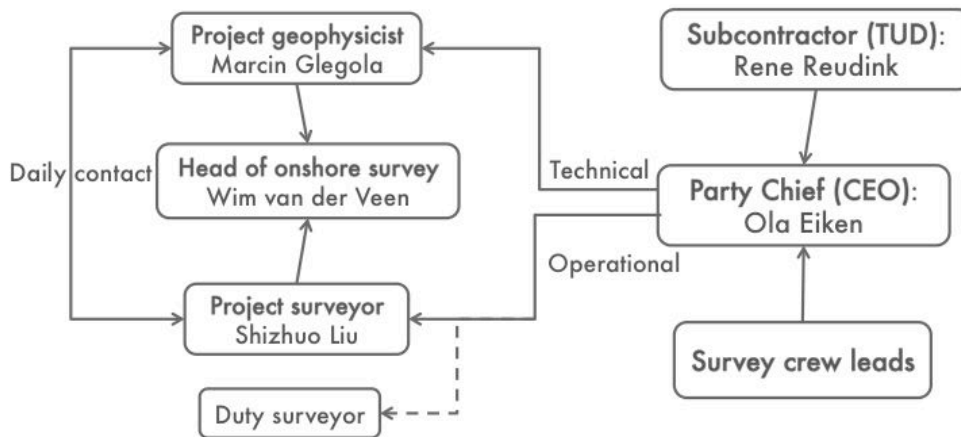 Project geophysicist
Marcin Glegola
Subcontractor (TUD):
Rene Reudink
Daily contact
Head of onshore survey
Wim van der Veen
Technical
Party Chief (CEO):
Ola Eiken
Operational
Project surveyor
Shizhuo Liu
Survey crew leads
Duty surveyor